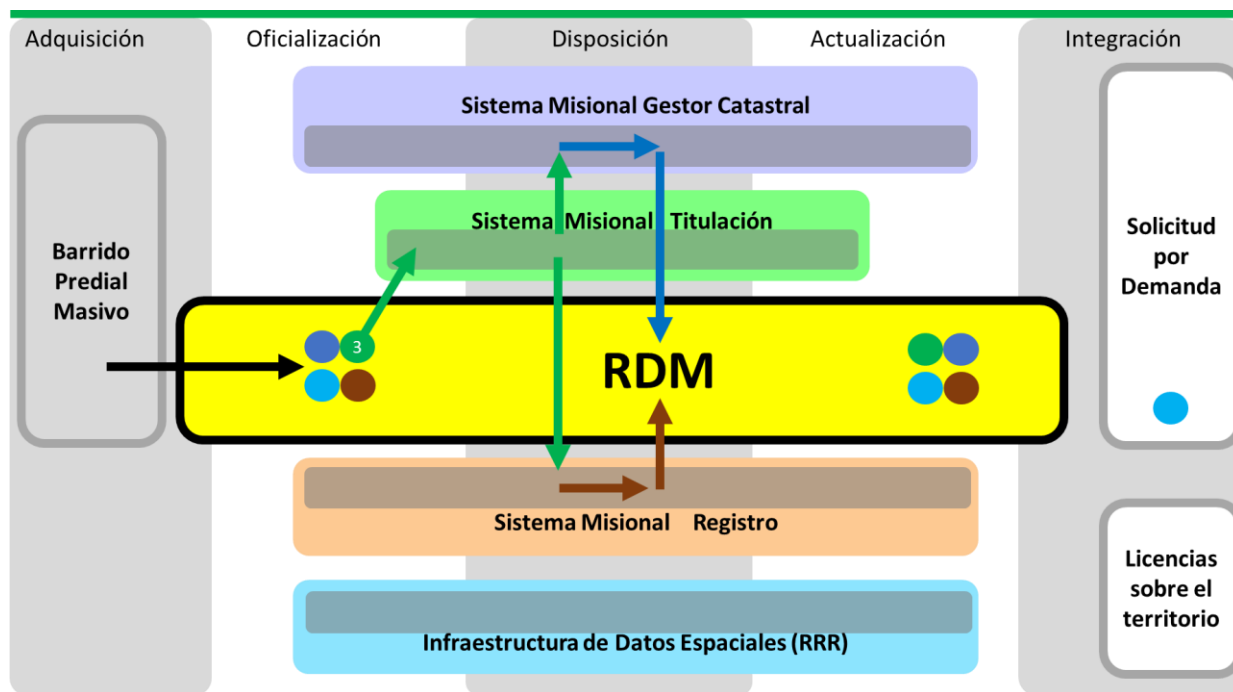 Adquisición
Oficialización
Disposición
Actualización
Integración
Sistema Misional Gestor Catastral
Sistema Misional Titulación
Barrido
Predial
Masivo
Solicitud
por
Demanda
3
RDM
Sistema Misional Registro
Licencias
sobre el
territorio
Infraestructura de Datos Espaciales (RRR)